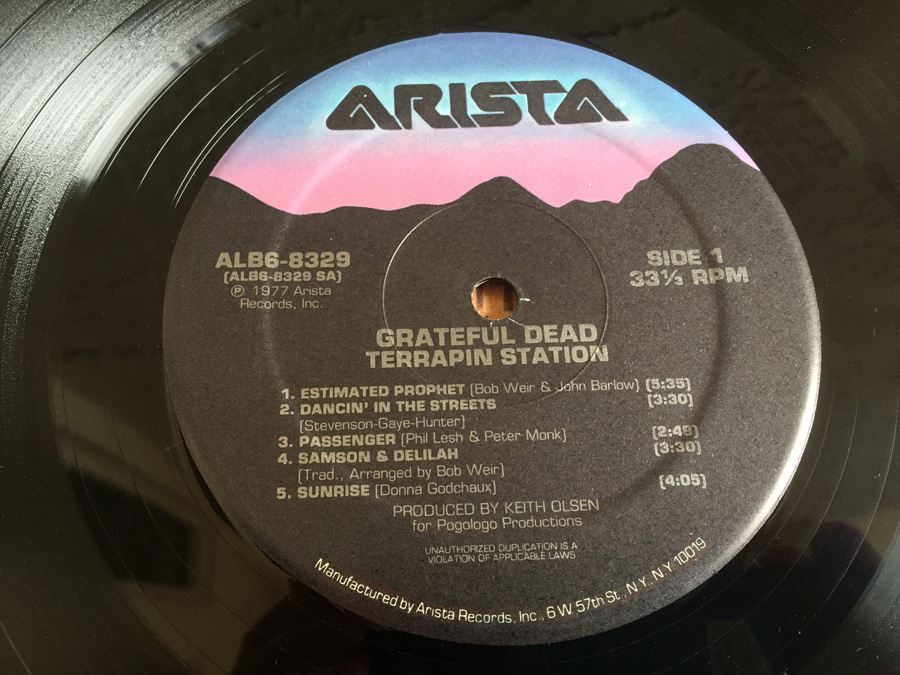 ARISTA
ALB6-8329
(ALB6-8329 SA)
℗ 1977 Arista
Records, Inc.
SIDE 1
33⅓ RPM
GRATEFUL DEAD
TERRAPIN STATION
1. ESTIMATED PROPHET (Bob Weir & John Barlow) (5:35)
2. DANCIN' IN THE STREETS (3:30)
(Stevenson-Gaye-Hunter)
3. PASSENGER (Phil Lesh & Peter Monk) (2:49)
4. SAMSON & DELILAH (3:30)
(Trad., Arranged by Bob Weir)
5. SUNRISE (Donna Godchaux) (4:05)
PRODUCED BY KEITH OLSEN
for Pogologo Productions
UNAUTHORIZED DUPLICATION IS A
VIOLATION OF APPLICABLE LAWS
Manufactured by Arista Records, Inc., 6 W. 57th St., N.Y., N.Y. 10019